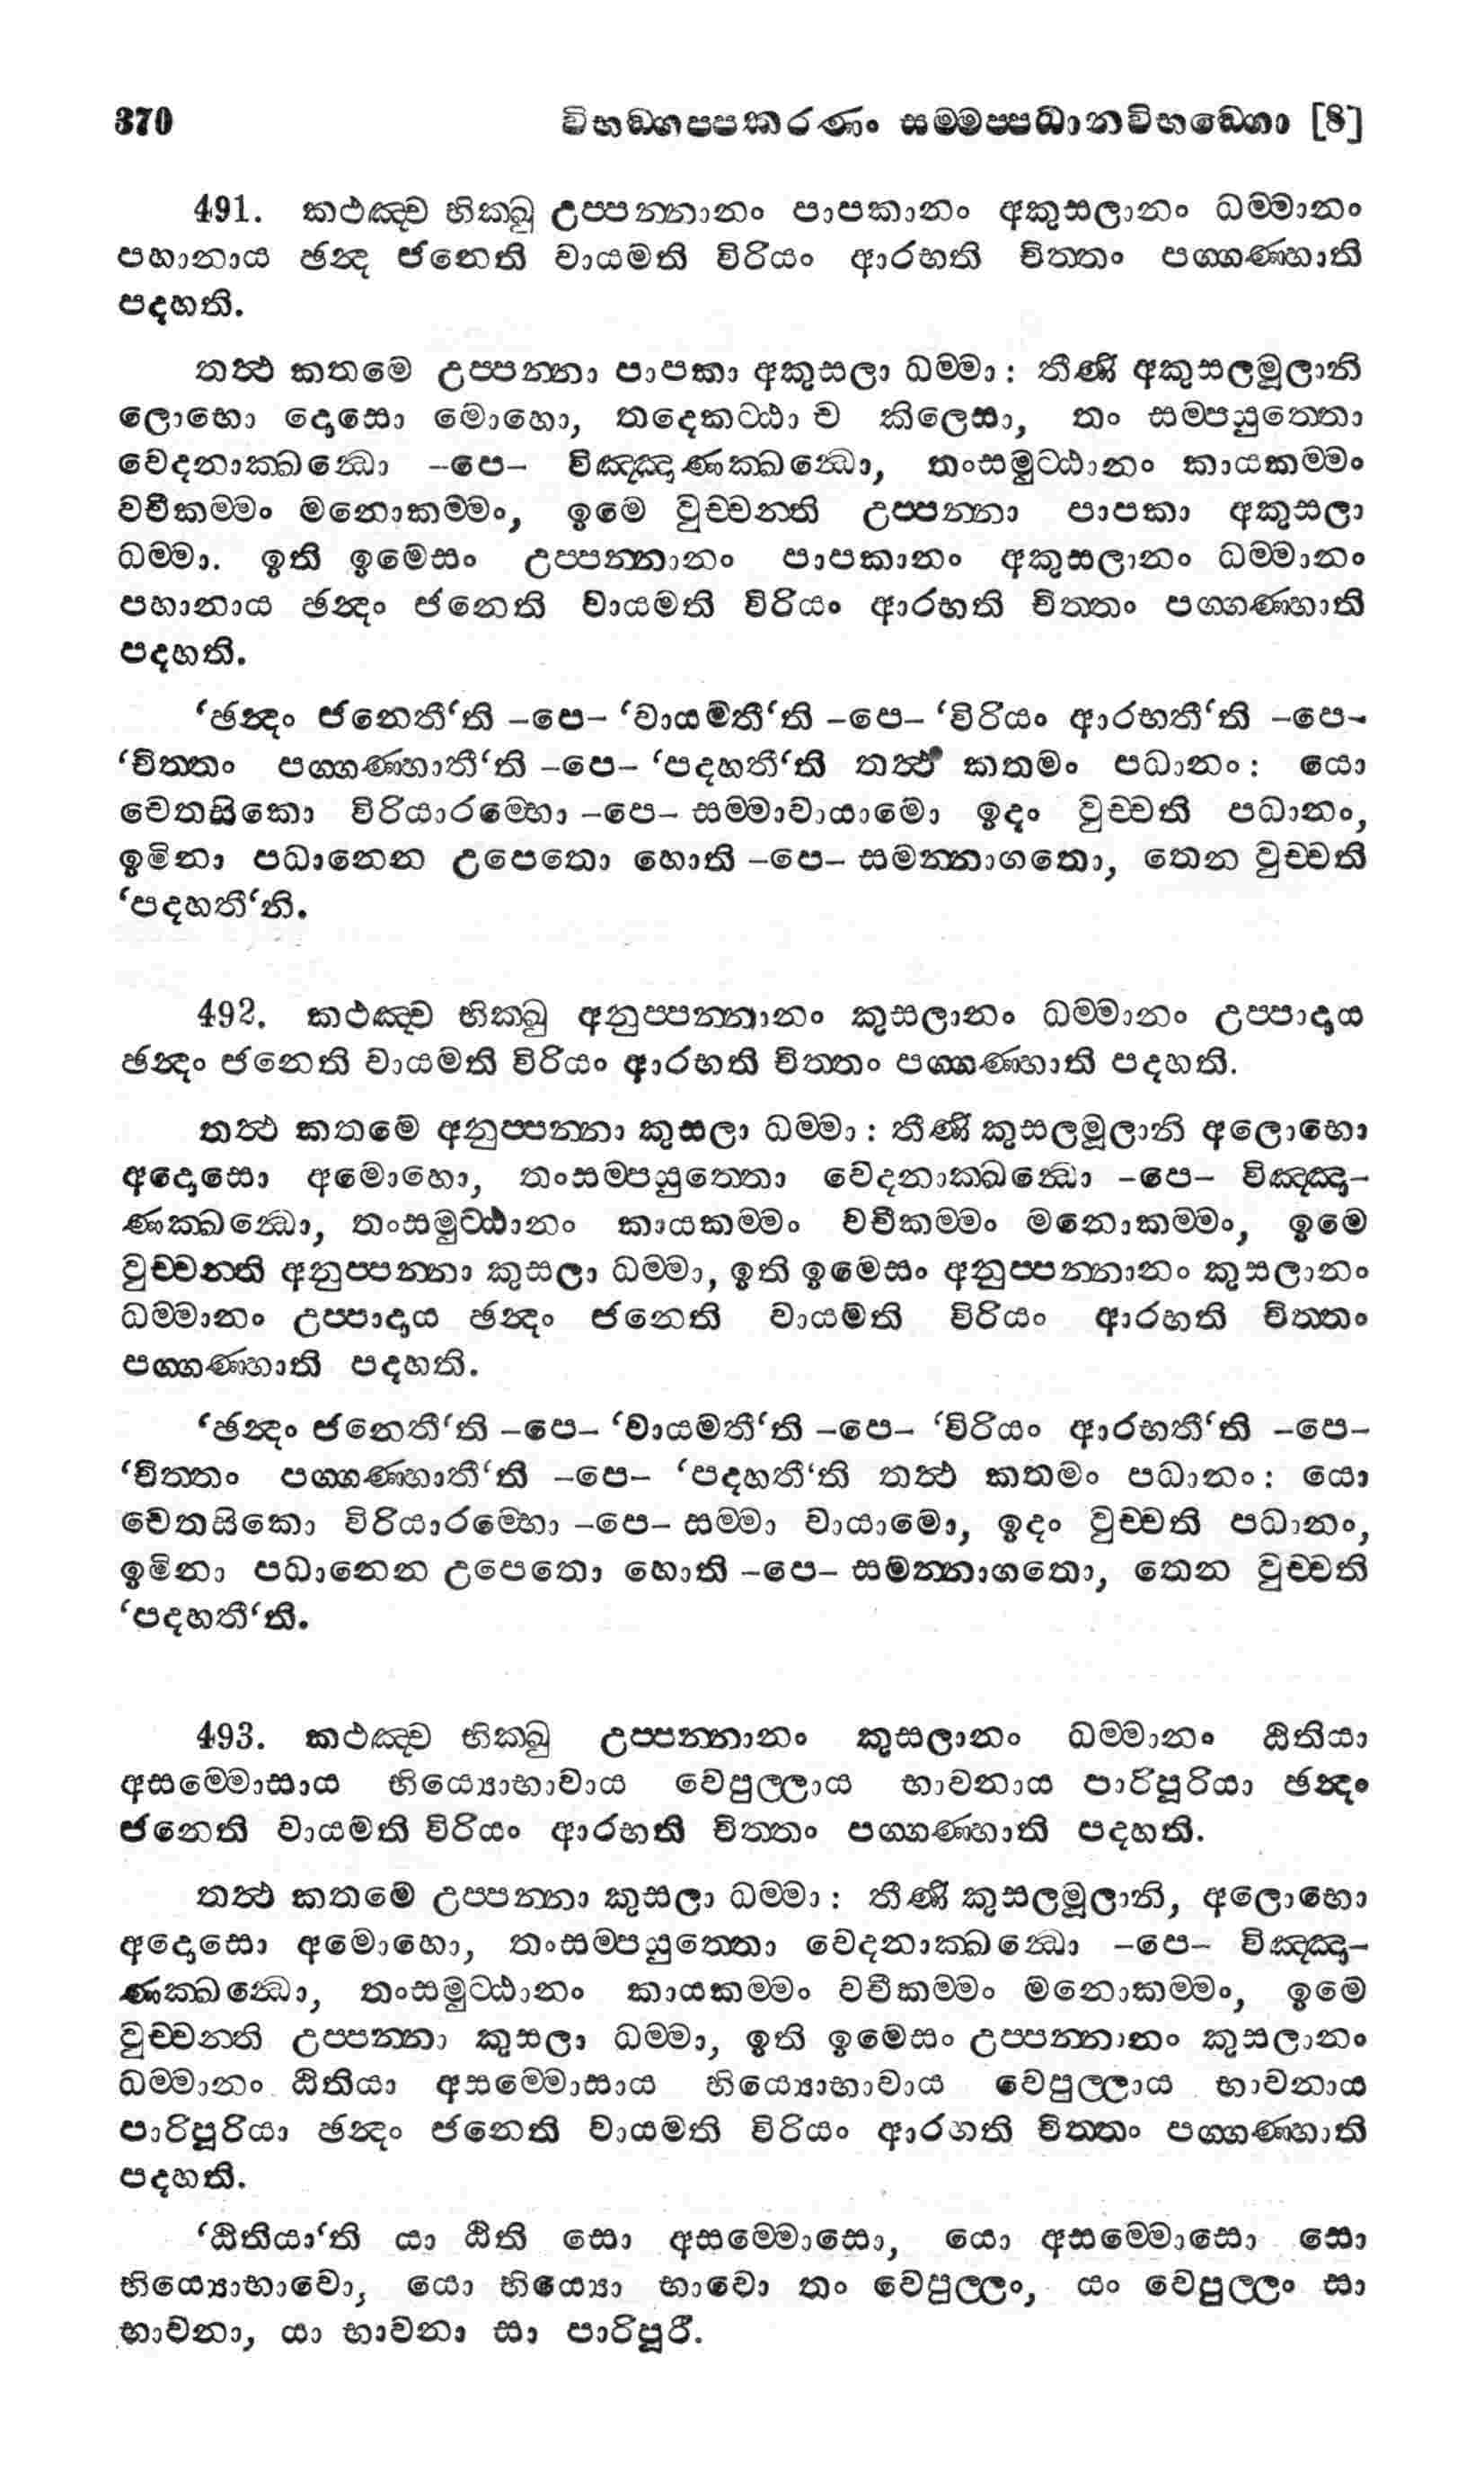 370 විභඞ්ගප්පකරණං සම්මප්පධානවිභඞ්ගො [8]
491. කථඤ්ච භික්ඛු උප්පන්නානං පාපකානං අකුසලානං ධම්මානං
පහානාය ඡන්ද ජනෙති වායමති විරියං ආරභති චිත්තං පග්ගණ්හාති
පදහති.
තත්ථ කතමෙ උප්පන්නා පාපකා අකුසලා ධම්මා: තීණි අකුසලමූලානි
ලොභො දොසො මොහො, තදෙකට්ඨා ච කිලෙසා, තං සම්පයුත්තො
වෙදනාක්ඛන්ධො -පෙ- විඤ්ඤාණක්ඛන්ධො, තංසමුට්ඨානං කායකම්මං
වචීකම්මං මනොකම්මං, ඉමෙ වුච්චන්ති උප්පන්නා පාපකා අකුසලා
ධම්මා. ඉති ඉමෙසං උප්පන්නානං පාපකානං අකුසලානං ධම්මානං
පහානාය ඡන්දං ජනෙති වායමති විරියං ආරභති චිත්තං පග්ගණ්හාති
පදහති.
‘ඡන්දං ජනෙතී‘ති -පෙ- ‘වායමතී‘ති -පෙ- ‘විරියං ආරභතී‘ති -පෙ-
‘චිත්තං පග්ගණ්හාතී‘ති -පෙ- ‘පදහතී‘ති තත්ථ කතමං පධානං: යො
චෙතසිකො විරියාරම්භො -පෙ- සම්මාවායාමො ඉදං වුච්චති පධානං,
ඉමිනා පධානෙන උපෙතො හොති -පෙ- සමන්නාගතො, තෙන වුච්චති
‘පදහතී‘ති.
492. කථඤ්ච භික්ඛු අනුප්පන්නානං කුසලානං ධම්මානං උප්පාදාය
ඡන්දං ජනෙති වායමති විරියං ආරභති චිත්තං පග්ගණ්හාති පදහති.
තත්ථ කතමෙ අනුප්පන්නා කුසලා ධම්මා: තීණි කුසලමූලානි අලොභො
අදොසො අමොහො, තංසම්පයුත්තො වෙදනාක්ඛන්ධො -පෙ- විඤ්ඤා-
ණක්ඛන්ධො, තංසමුට්ඨානං කායකම්මං වචීකම්මං මනොකම්මං, ඉමෙ
වුච්චන්ති අනුප්පන්නා කුසලා ධම්මා, ඉති ඉමෙසං අනුප්පන්නානං කුසලානං
ධම්මානං උප්පාදාය ඡන්දං ජනෙති වායමති විරියං ආරභති චිත්තං
පග්ගණ්හාති පදහති.
‘ඡන්දං ජනෙතී‘ති -පෙ- ‘වායමතී‘ති -පෙ- ‘විරියං ආරභතී‘ති -පෙ-
‘චිත්තං පග්ගණ්හාතී‘ති -පෙ- ‘පදහතී‘ති තත්ථ කතමං පධානං: යො
චෙතසිකො විරියාරම්භො -පෙ- සම්මා වායාමො, ඉදං වුච්චති පධානං,
ඉමිනා පධානෙන උපෙතො හොති -පෙ- සමන්නාගතො, තෙන වුච්චති
‘පදහතී‘ති.
493. කථඤ්ච භික්ඛු උප්පන්නානං කුසලානං ධම්මානං ඨිතියා
අසම්මොසාය භිය්‍යොභාවාය වෙපුල්ලාය භාවනාය පාරිපූරියා ඡන්දං
ජනෙති වායමති විරියං ආරභති චිත්තං පග්ගණ්හාති පදහති.
තත්ථ කතමෙ උප්පන්නා කුසලා ධම්මා: තීණි කුසලමූලානි, අලොභො
අදොසො අමොහො, තංසම්පයුත්තො වෙදනාක්ඛන්ධො -පෙ- විඤ්ඤා-
ණක්ඛන්ධො, තංසමුට්ඨානං කායකම්මං වචීකම්මං මනොකම්මං, ඉමෙ
වුච්චන්ති උප්පන්නා කුසලා ධම්මා, ඉති ඉමෙසං උප්පන්නානං කුසලානං
ධම්මානං ඨිතියා අසම්මොසාය භිය්‍යොභාවාය වෙපුල්ලාය භාවනාය
පාරිපූරියා ඡන්දං ජනෙති වායමති විරියං ආරභති චිත්තං පග්ගණ්හාති
පදහති.
‘ඨිතියා‘ති යා ඨිති සො අසම්මොසො, යො අසම්මොසො සො
භිය්‍යොභාවො, යො භිය්‍යො භාවො තං වෙපුල්ලං, යං වෙපුල්ලං සා
භාවනා, යා භාවනා සා පාරිපූරී.